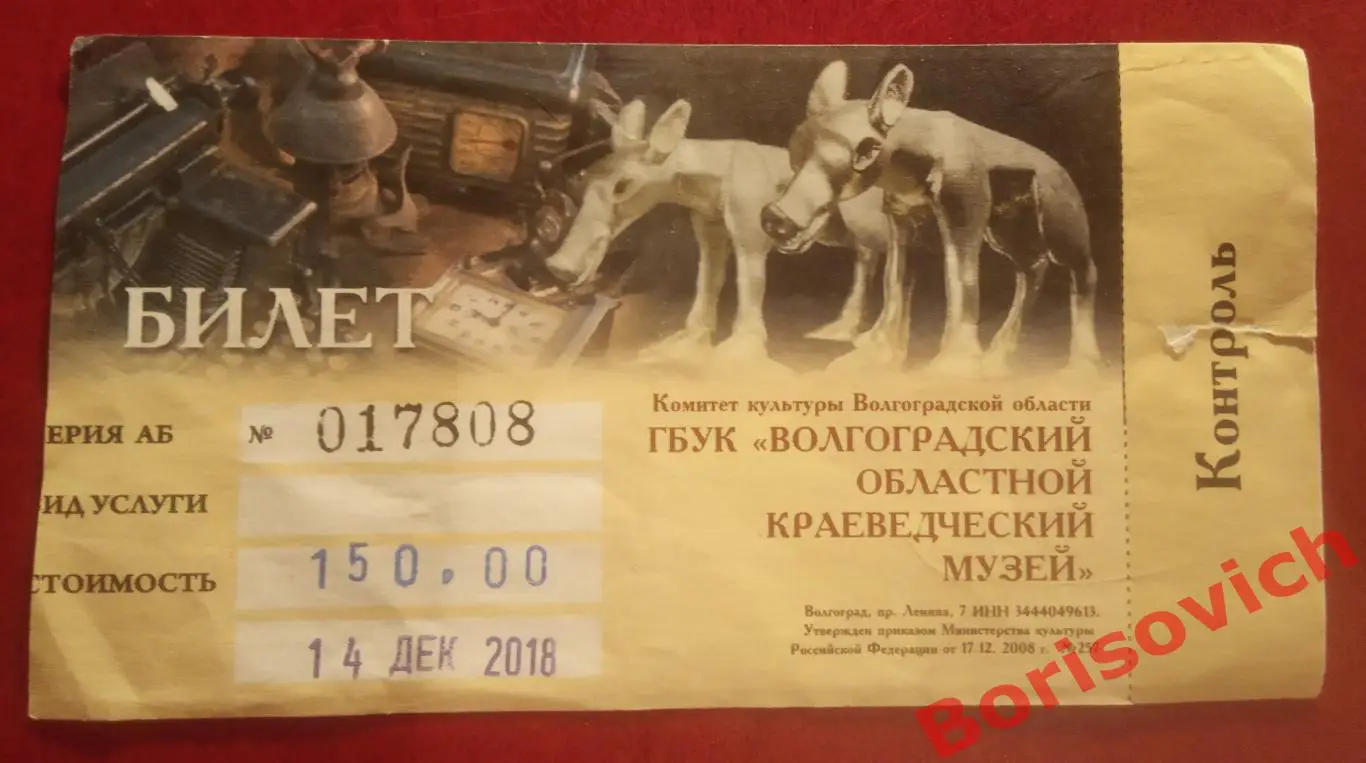 БИЛЕТ
ЕРИЯ АБ № 017808
ВИД УСЛУГИ
СТОИМОСТЬ 150.00
14 ДЕК 2018
Комитет культуры Волгоградской области
ГБУК «ВОЛГОГРАДСКИЙ
ОБЛАСТНОЙ
КРАЕВЕДЧЕСКИЙ
МУЗЕЙ»
Волгоград, пр. Ленина, 7 ИНН 3444049613.
Утвержден приказом Министерства культуры
Российской Федерации от 17.12. 2008 г. №257
Контроль
Borisovich